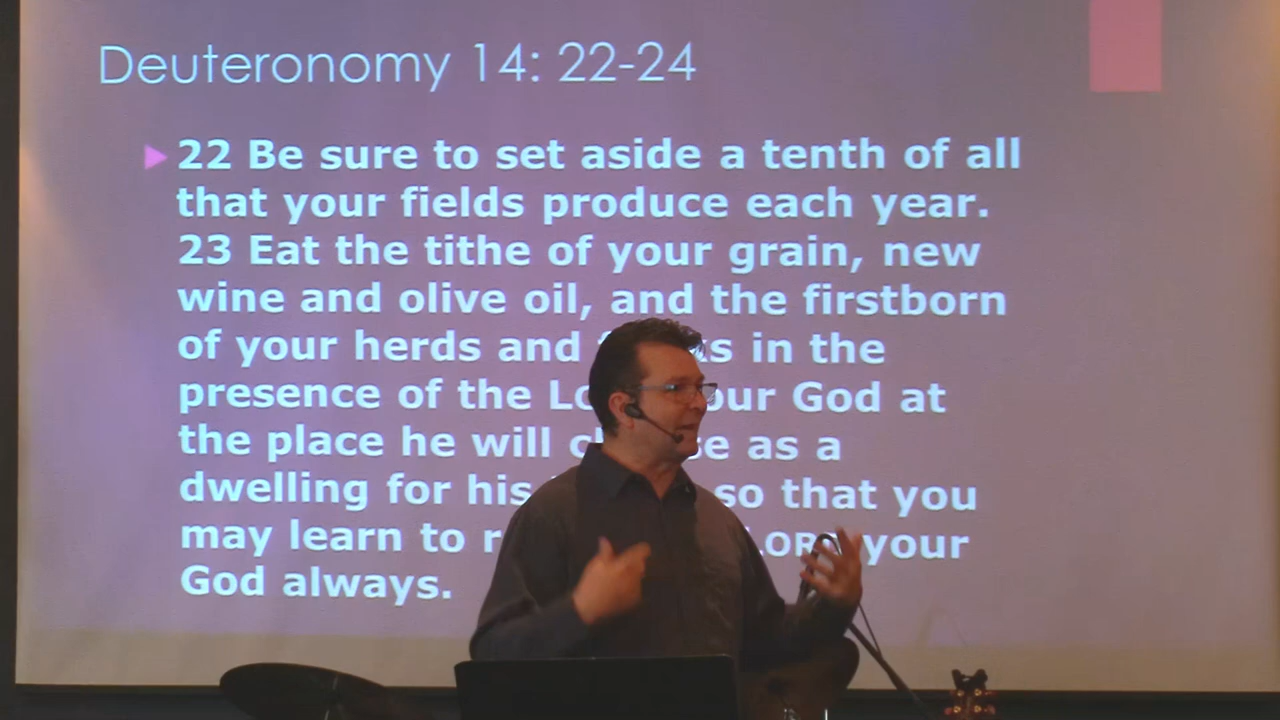 Deuteronomy 14: 22-24
22 Be sure to set aside a tenth of all
that your fields produce each year.
23 Eat the tithe of your grain, new
wine and olive oil, and the firstborn
of your herds and in the
presence of the God at
the place he will as a
dwelling for his so that you
may learn to your
God always.